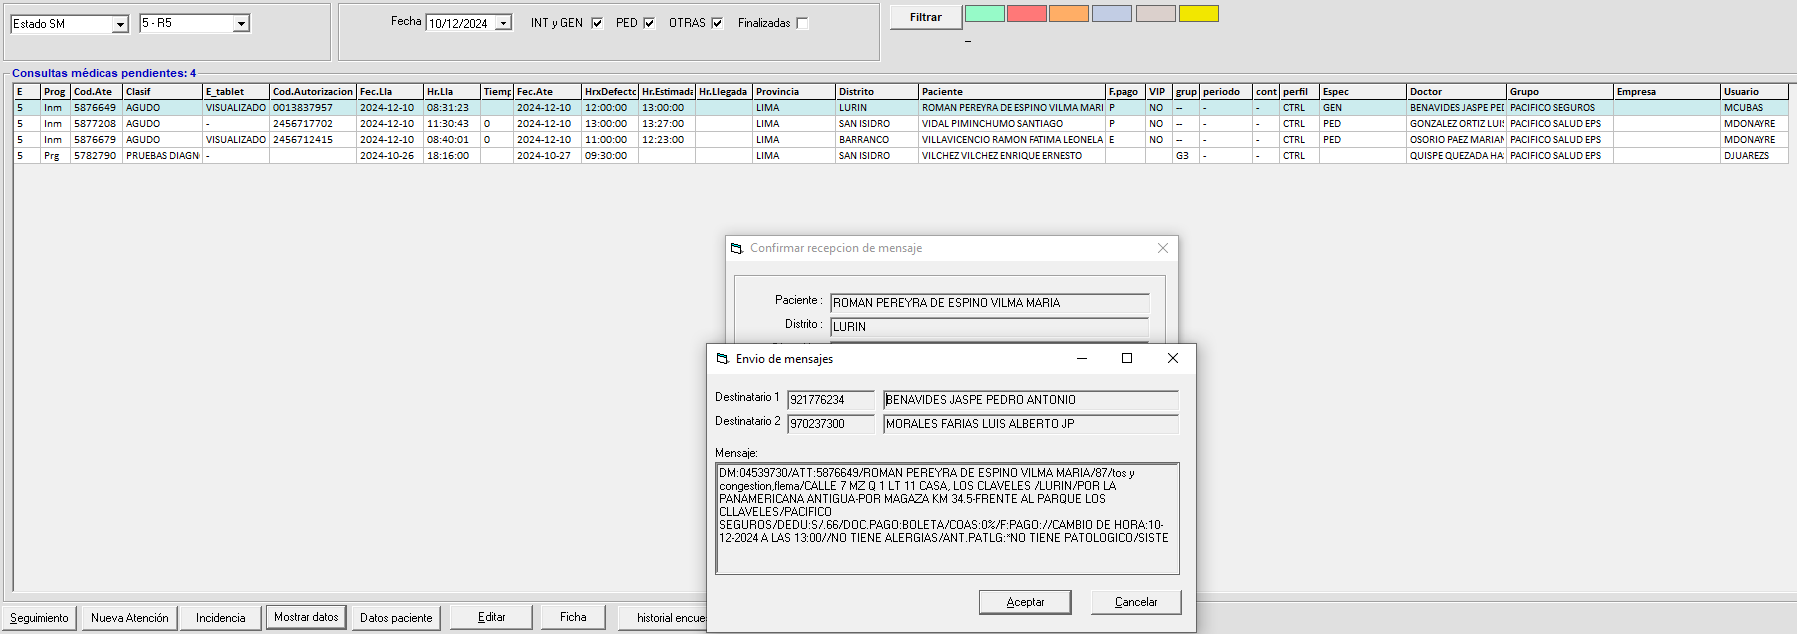 Estado SM 5 - R5 Fecha 10/12/2024 INT y GEN PED OTRAS Finalizadas Filtrar
Consultas médicas pendientes: 4
E Prog Cod.Ate Clasif E_tablet Cod.Autorizacion Fec.Lla Hr.Lla Tiemp Fec.Ate HrxDefecto Hr.Estimada Hr.Llegada Provincia Distrito Paciente F.pago VIP grup periodo cont perfil Espec Doctor Grupo Empresa Usuario
5 Inm 5876649 AGUDO VISUALIZADO 0013837957 2024-12-10 08:31:23 2024-12-10 12:00:00 13:00:00 LIMA LURIN ROMAN PEREYRA DE ESPINO VILMA MARI P NO -- - - CTRL GEN BENAVIDES JASPE PEI PACIFICO SEGUROS MCUBAS
5 Inm 5877208 AGUDO - 2456717702 2024-12-10 11:30:43 0 2024-12-10 13:00:00 13:27:00 LIMA SAN ISIDRO VIDAL PIMINCHUMO SANTIAGO P NO -- - - CTRL PED GONZALEZ ORTIZ LUIS PACIFICO SALUD EPS MDONAYRE
5 Inm 5876679 AGUDO VISUALIZADO 2456712415 2024-12-10 08:40:01 0 2024-12-10 11:00:00 12:23:00 LIMA BARRANCO VILLAVICENCIO RAMON FATIMA LEONELA E NO -- - - CTRL PED OSORIO PAEZ MARIAN PACIFICO SALUD EPS MDONAYRE
5 Prg 5782790 PRUEBAS DIAGN - 2024-10-26 18:16:00 2024-10-27 09:30:00 LIMA SAN ISIDRO VILCHEZ VILCHEZ ENRIQUE ERNESTO G3 - - CTRL QUISPE QUEZADA HA PACIFICO SALUD EPS DJUAREZS
Confirmar recepcion de mensaje
Paciente : ROMAN PEREYRA DE ESPINO VILMA MARIA
Distrito : LURIN
Envio de mensajes
Destinatario 1 921776234 BENAVIDES JASPE PEDRO ANTONIO
Destinatario 2 970237300 MORALES FARIAS LUIS ALBERTO JP
Mensaje:
DM:04539730/ATT:5876649/ROMAN PEREYRA DE ESPINO VILMA MARIA/87/tos y
congestion,flema/CALLE 7 MZ Q 1 LT 11 CASA, LOS CLAVELES /LURIN/POR LA
PANAMERICANA ANTIGUA-POR MAGAZA KM 34.5-FRENTE AL PARQUE LOS
CLLAVELES/PACIFICO
SEGUROS/DEDU:S/.66/DOC.PAGO:BOLETA/COAS:0%/F:PAGO://CAMBIO DE HORA:10-
12-2024 A LAS 13:00//NO TIENE ALERGIAS/ANT.PATLG:*NO TIENE PATOLOGICO/SISTE
Aceptar Cancelar
Seguimiento Nueva Atención Incidencia Mostrar datos Datos paciente Editar Ficha historial encues